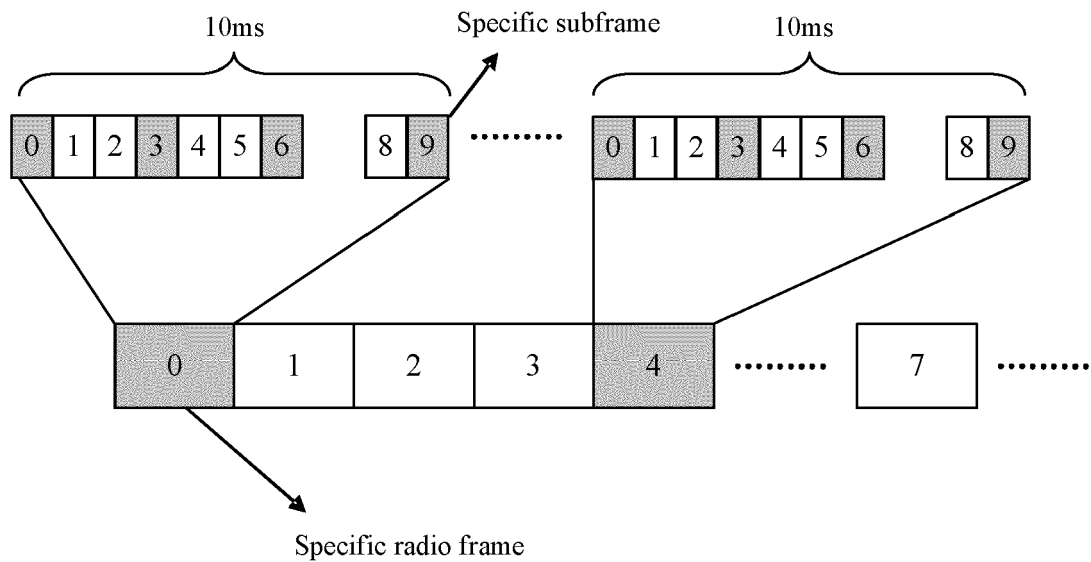 10ms
Specific subframe
10ms
0 1 2 3 4 5 6 8 9 ········ 0 1 2 3 4 5 6 8 9
0 1 2 3 4 ········ 7 ········
Specific radio frame